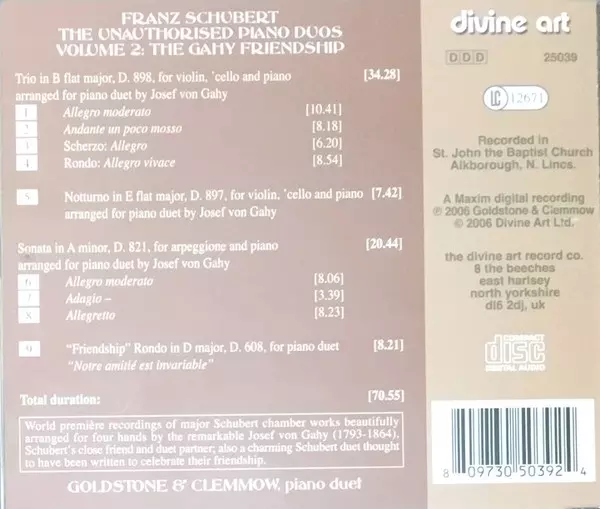 FRANZ SCHUBERT
THE UNAUTHORISED PIANO DUOS
VOLUME 2: THE GAHY FRIENDSHIP
Trio in B flat major, D. 898, for violin, 'cello and piano [34.28]
arranged for piano duet by Josef von Gahy
1 Allegro moderato [10.41]
2 Andante un poco mosso [8.18]
3 Scherzo: Allegro [6.20]
4 Rondo: Allegro vivace [8.54]
5 Notturno in E flat major, D. 897, for violin, 'cello and piano [7.42]
arranged for piano duet by Josef von Gahy
Sonata in A minor, D. 821, for arpeggione and piano [20.44]
arranged for piano duet by Josef von Gahy
6 Allegro moderato [8.06]
7 Adagio – [3.39]
8 Allegretto [8.23]
9 "Friendship" Rondo in D major, D. 608, for piano duet [8.21]
"Notre amitié est invariable"
Total duration: [70.55]
World première recordings of major Schubert chamber works beautifully
arranged for four hands by the remarkable Josef von Gahy (1793-1864),
Schubert's close friend and duet partner; also a charming Schubert duet thought
to have been written to celebrate their friendship.
GOLDSTONE & CLEMMOW, piano duet
divine art
DDD 25039
LC 12671
Recorded in
St. John the Baptist Church
Alkborough, N. Lincs.
A Maxim digital recording
℗ 2006 Goldstone & Clemmow
© 2006 Divine Art Ltd.
the divine art record co.
8 the beeches
east harlsey
north yorkshire
dl6 2dj, uk
COMPACT
disc
DIGITAL AUDIO
8 09730 50392 4